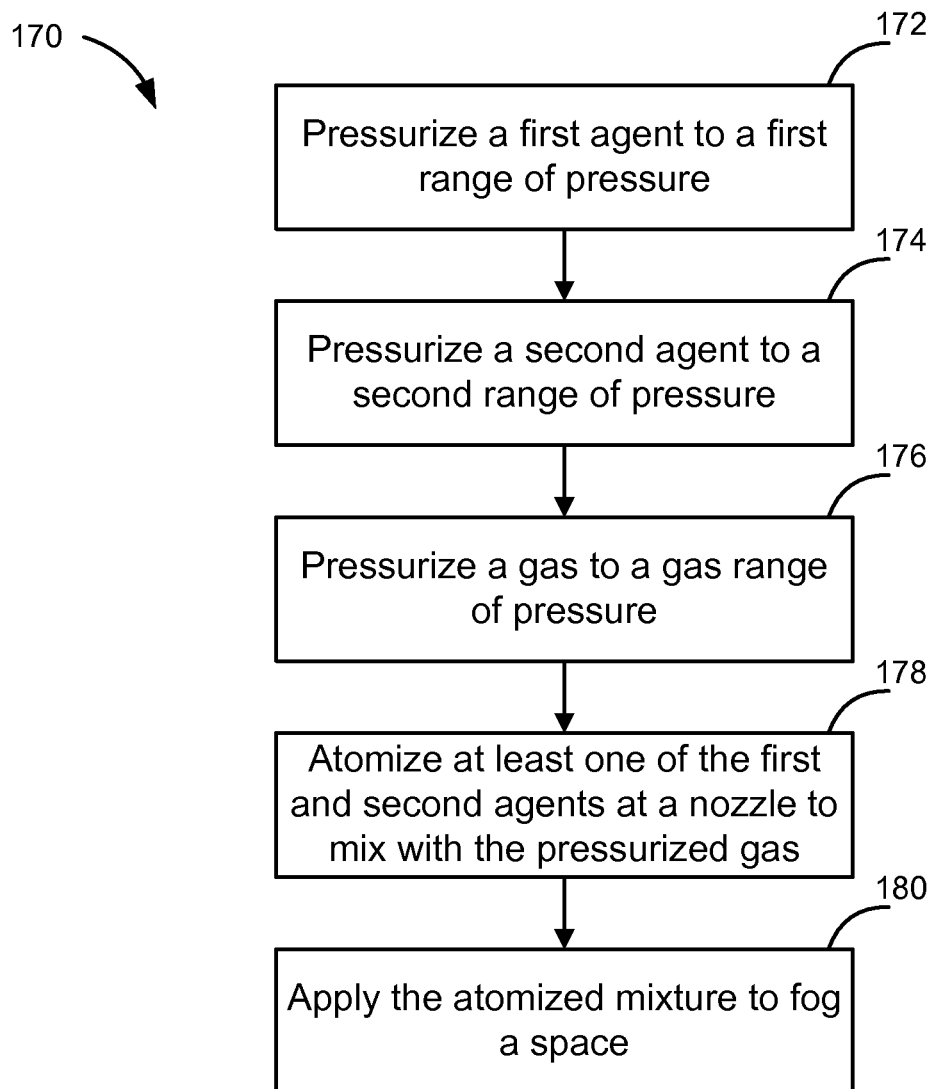 170
172
Pressurize a first agent to a first
range of pressure
174
Pressurize a second agent to a
second range of pressure
176
Pressurize a gas to a gas range
of pressure
178
Atomize at least one of the first
and second agents at a nozzle to
mix with the pressurized gas
180
Apply the atomized mixture to fog
a space